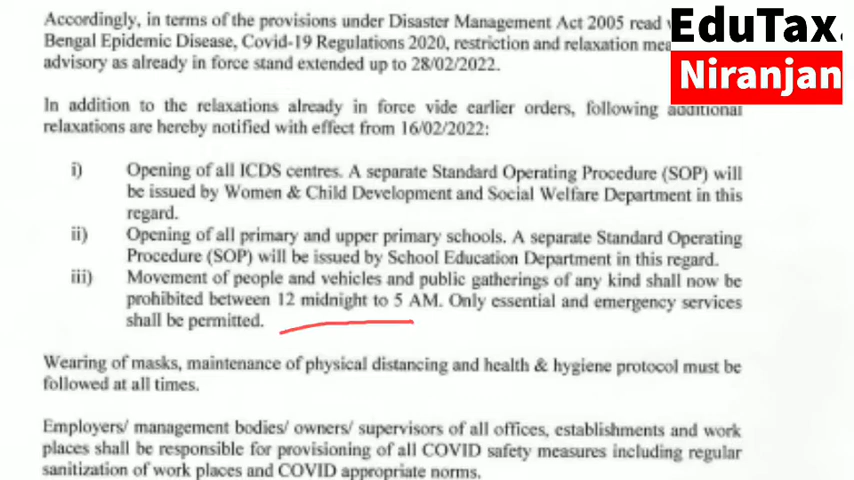 Accordingly, in terms of the provisions under Disaster Management Act 2005 read
Bengal Epidemic Disease, Covid-19 Regulations 2020, restriction and relaxation
advisory as already in force stand extended up to 28/02/2022.
EduTax.
Niranjan
In addition to the relaxations already in force vide earlier orders, following additional
relaxations are hereby notified with effect from 16/02/2022:
i) Opening of all ICDS centres. A separate Standard Operating Procedure (SOP) will
be issued by Women & Child Development and Social Welfare Department in this
regard.
ii) Opening of all primary and upper primary schools. A separate Standard Operating
Procedure (SOP) will be issued by School Education Department in this regard.
iii) Movement of people and vehicles and public gatherings of any kind shall now be
prohibited between 12 midnight to 5 AM. Only essential and emergency services
shall be permitted.
Wearing of masks, maintenance of physical distancing and health & hygiene protocol must be
followed at all times.
Employers/ management bodies/ owners/ supervisors of all offices, establishments and work
places shall be responsible for provisioning of all COVID safety measures including regular
sanitization of work places and COVID appropriate norms.